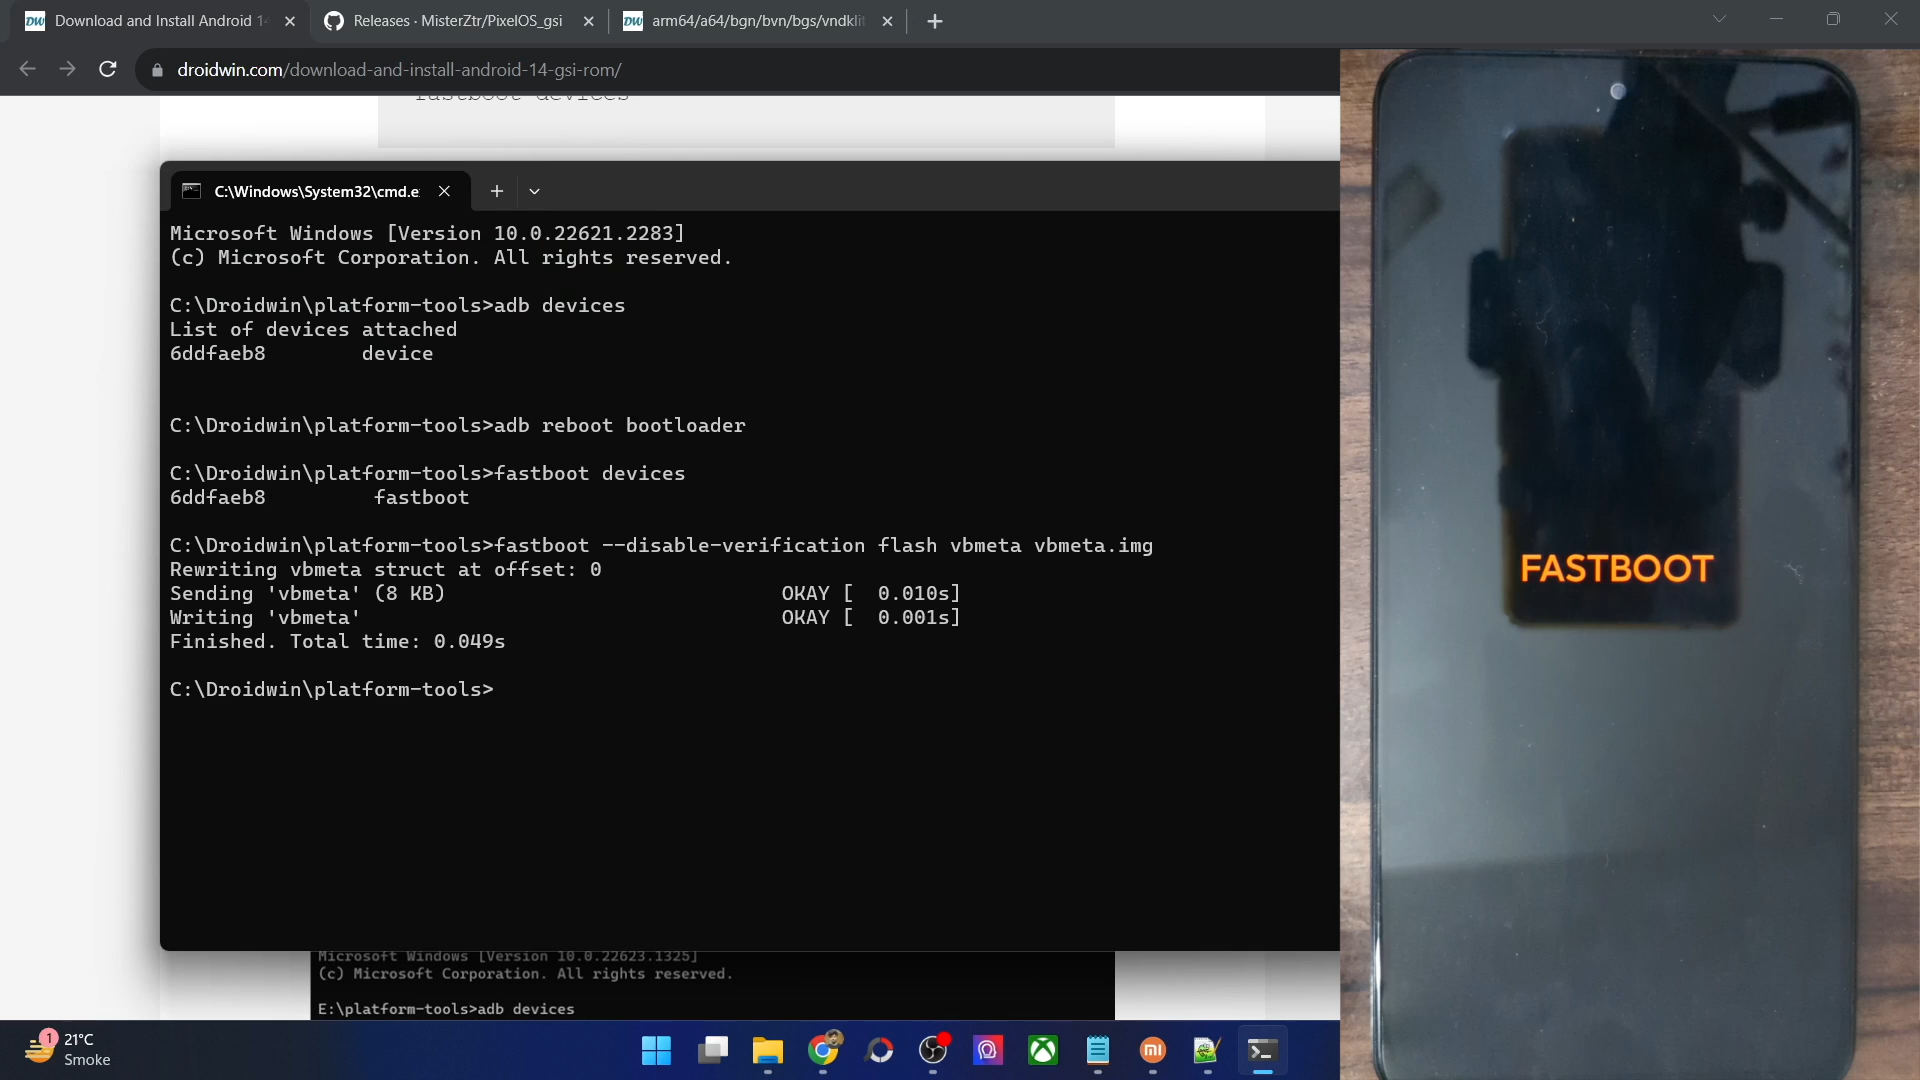 Download and Install Android 14
Releases · MisterZtr/PixelOS_gsi
arm64/a64/bgn/bvn/bgs/vndklit
droidwin.com/download-and-install-android-14-gsi-rom/
fastboot devices
C:\Windows\System32\cmd.e
Microsoft Windows [Version 10.0.22621.2283]
(c) Microsoft Corporation. All rights reserved.
C:\Droidwin\platform-tools>adb devices
List of devices attached
6ddfaeb8 device
C:\Droidwin\platform-tools>adb reboot bootloader
C:\Droidwin\platform-tools>fastboot devices
6ddfaeb8 fastboot
C:\Droidwin\platform-tools>fastboot --disable-verification flash vbmeta vbmeta.img
Rewriting vbmeta struct at offset: 0
Sending 'vbmeta' (8 KB) OKAY [ 0.010s]
Writing 'vbmeta' OKAY [ 0.001s]
Finished. Total time: 0.049s
C:\Droidwin\platform-tools>
Microsoft Windows [Version 10.0.22623.1325]
(c) Microsoft Corporation. All rights reserved.
E:\platform-tools>adb devices
FASTBOOT
1
21°C
Smoke